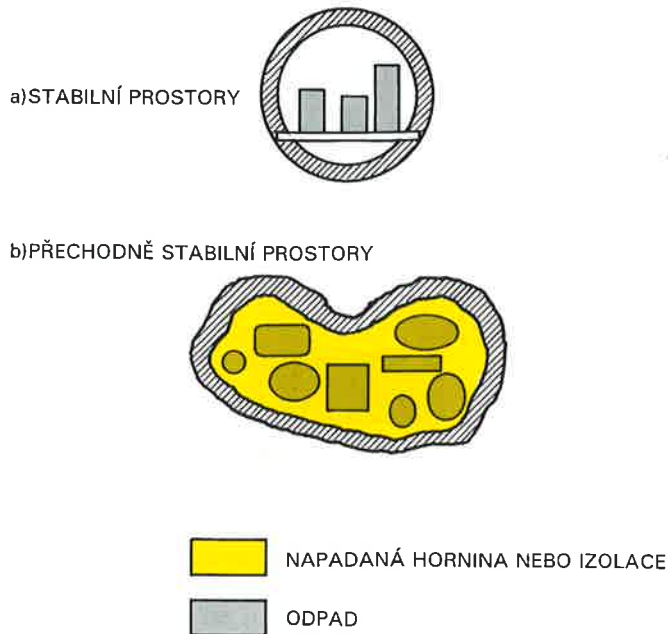 a)STABILNÍ PROSTORY
b)PŘECHODNĚ STABILNÍ PROSTORY
NAPADANÁ HORNINA NEBO IZOLACE
ODPAD